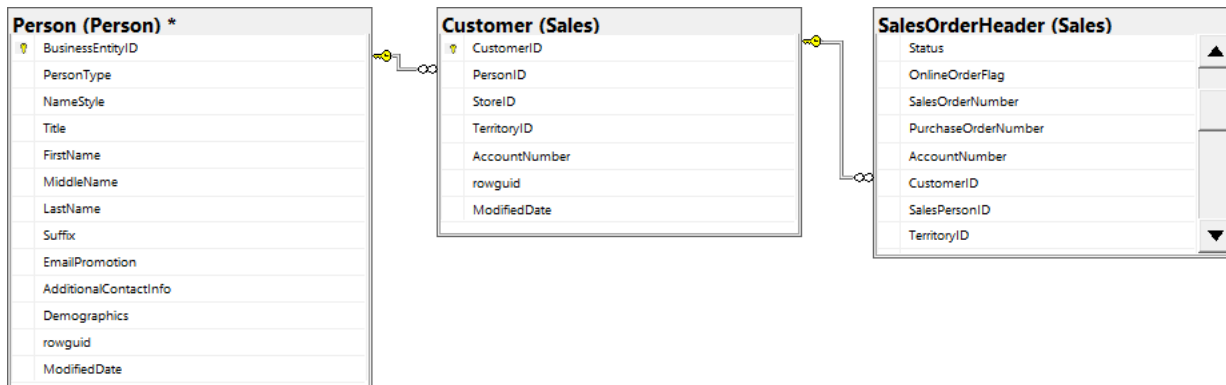 Person (Person) *
BusinessEntityID
PersonType
NameStyle
Title
FirstName
MiddleName
LastName
Suffix
EmailPromotion
AdditionalContactInfo
Demographics
rowguid
ModifiedDate
Customer (Sales)
CustomerID
PersonID
StoreID
TerritoryID
AccountNumber
rowguid
ModifiedDate
SalesOrderHeader (Sales)
Status
OnlineOrderFlag
SalesOrderNumber
PurchaseOrderNumber
AccountNumber
CustomerID
SalesPersonID
TerritoryID